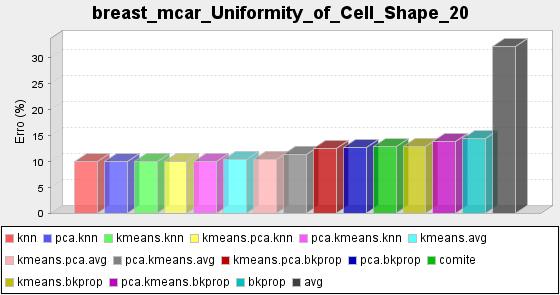 breast_mcar_Uniformity_of_Cell_Shape_20
Erro (%)
30
25
20
15
10
5
0
knn pca.knn kmeans.knn kmeans.pca.knn pca.kmeans.knn kmeans.avg
kmeans.pca.avg pca.kmeans.avg kmeans.pca.bkprop pca.bkprop comite
kmeans.bkprop pca.kmeans.bkprop bkprop avg